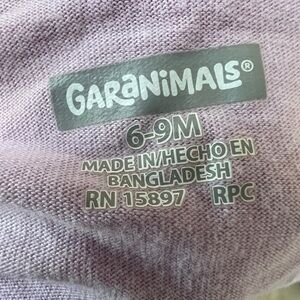 GARANIMALS®
6-9M
MADE IN/HECHO EN
BANGLADESH
RN 15897 RPC